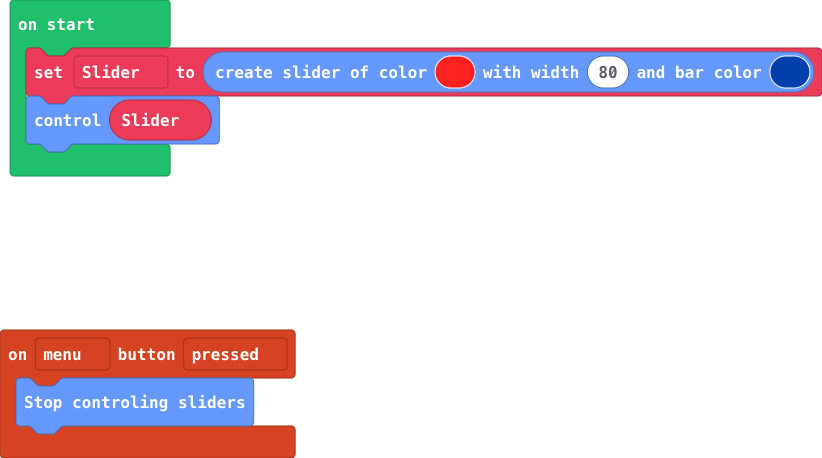 on start
set Slider to create slider of color with width 80 and bar color
control Slider
on menu button pressed
Stop controling sliders